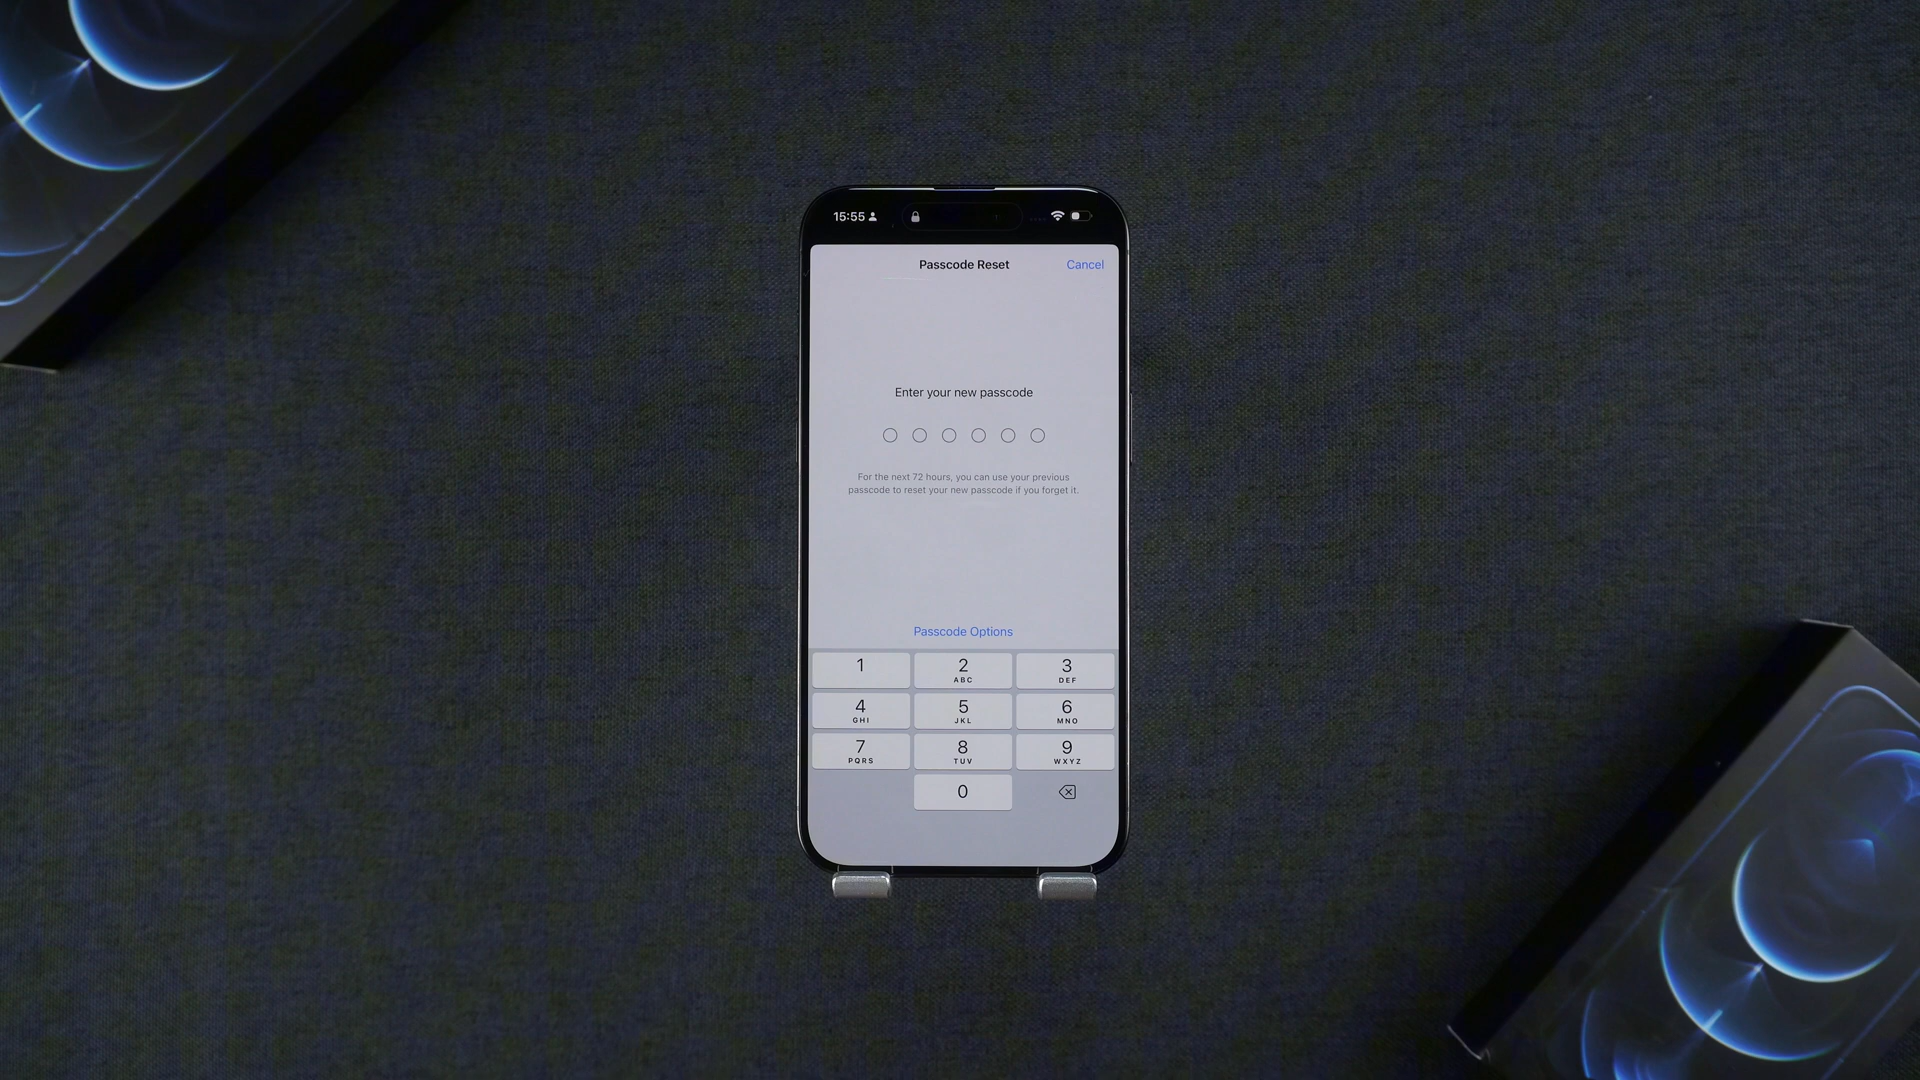 15:55
Passcode Reset
Cancel
Enter your new passcode
For the next 72 hours, you can use your previous
passcode to reset your new passcode if you forget it.
Passcode Options
1
2
ABC
3
DEF
4
GHI
5
JKL
6
MNO
7
PQRS
8
TUV
9
WXYZ
0